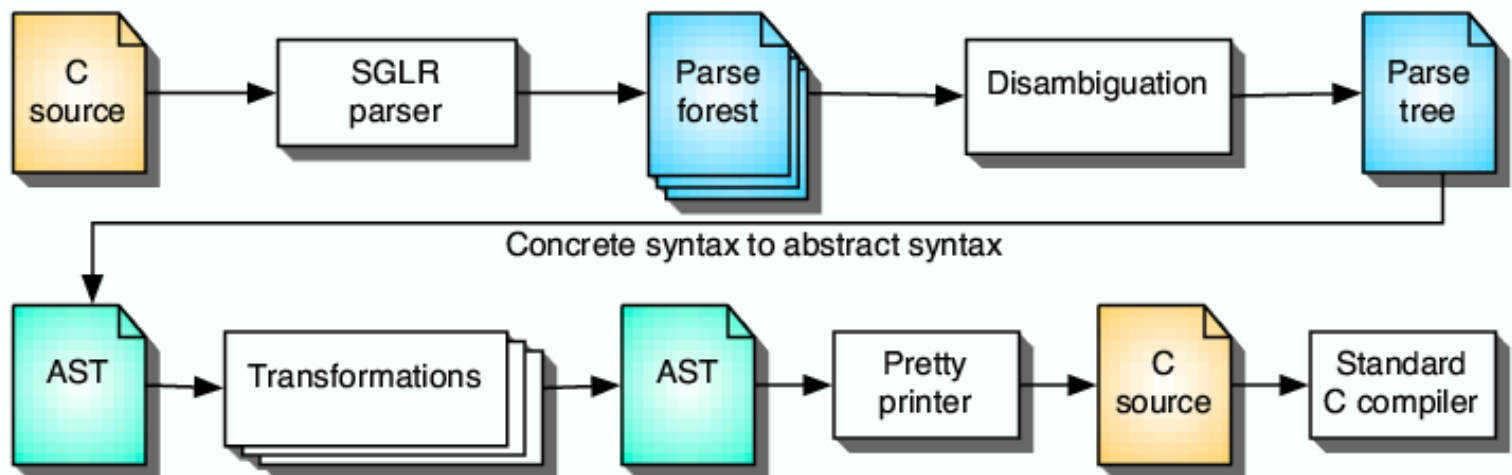 C
source
SGLR
parser
Parse
forest
Disambiguation
Parse
tree
Concrete syntax to abstract syntax
AST
Transformations
AST
Pretty
printer
C
source
Standard
C compiler